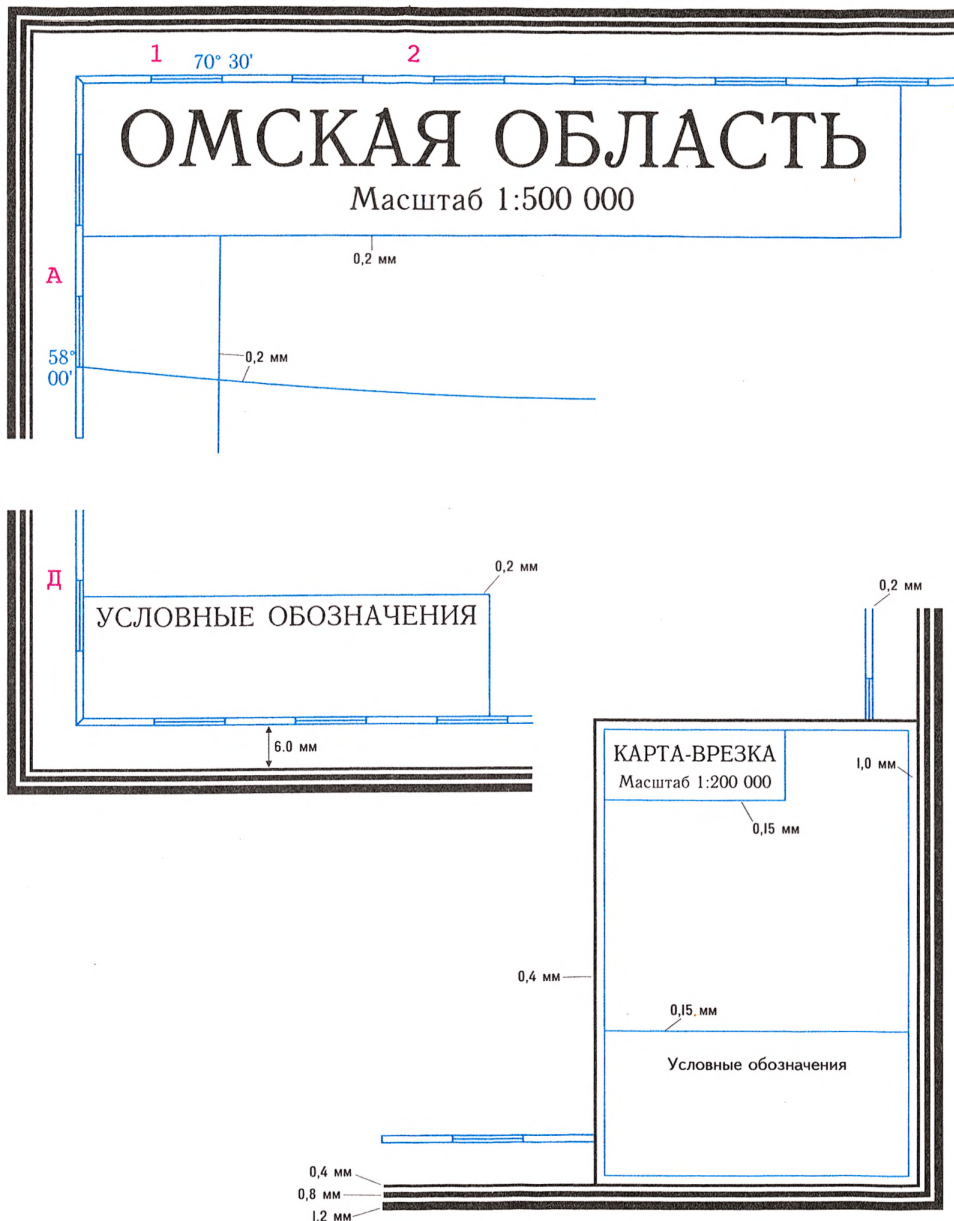 1
2
70° 30'
ОМСКАЯ ОБЛАСТЬ
Масштаб 1:500 000
0,2 мм
А
0,2 мм
58°
00'
Д
0,2 мм
УСЛОВНЫЕ ОБОЗНАЧЕНИЯ
0,2 мм
6.0 мм
КАРТА-ВРЕЗКА
Масштаб 1:200 000
1,0 мм
0,15 мм
0,4 мм
0,15 мм
Условные обозначения
0,4 мм
0,8 мм
1,2 мм